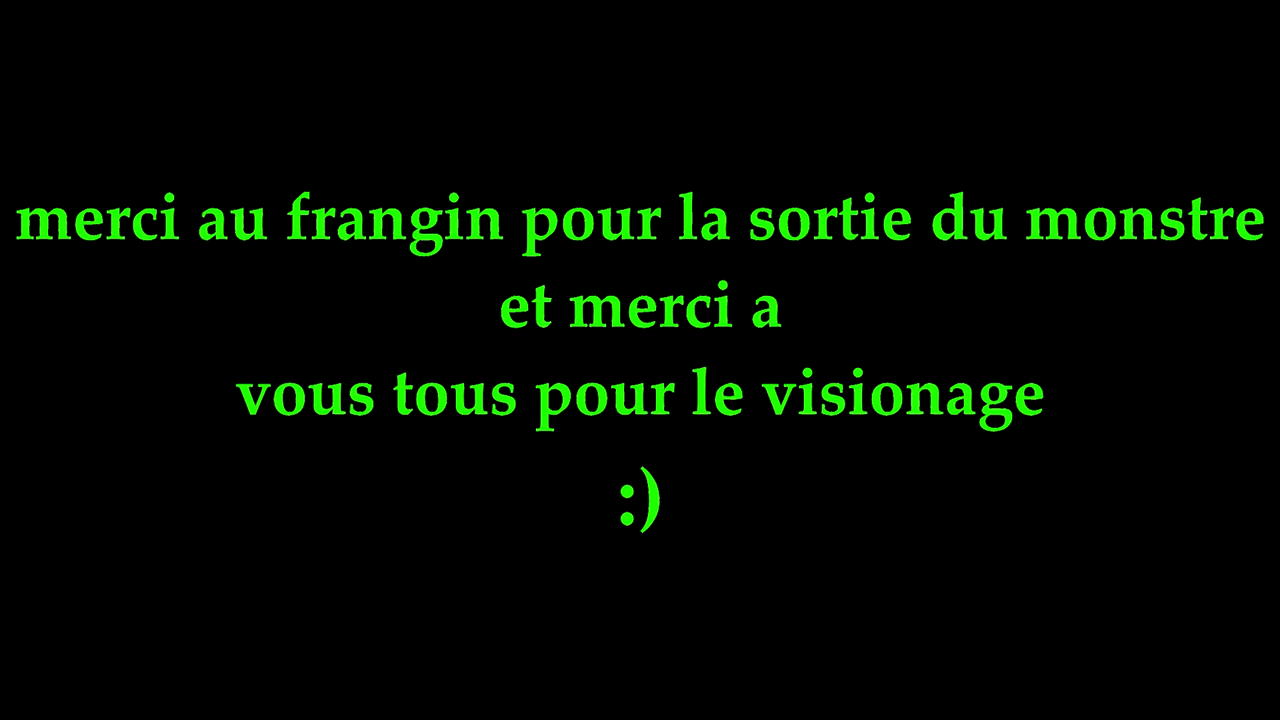 merci au frangin pour la sortie du monstre
et merci a
vous tous pour le visionage
:)